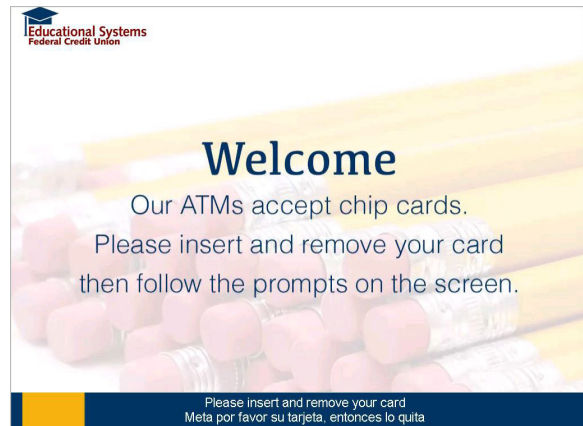 Educational Systems
Federal Credit Union
Welcome
Our ATMs accept chip cards.
Please insert and remove your card
then follow the prompts on the screen.
Please insert and remove your card
Meta por favor su tarjeta, entonces lo quita